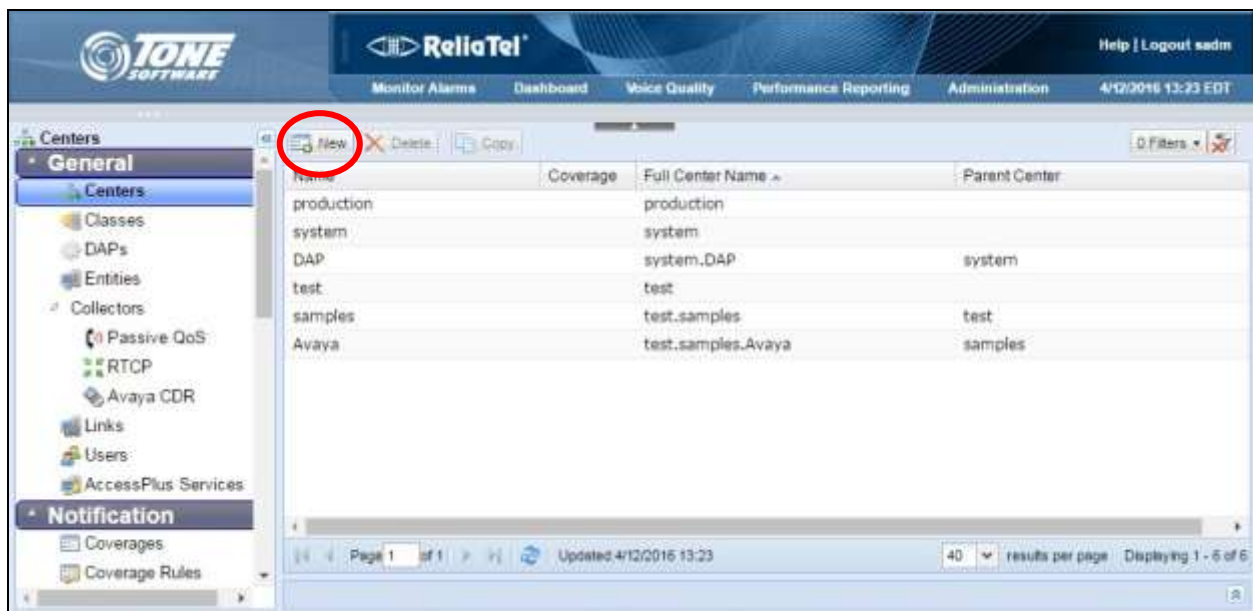 TONE SOFTWARE
ReliaTel
Help | Logout sadm
Monitor Alarms Dashboard Voice Quality Performance Reporting Administration 4/12/2016 13:23 EDT
Centers
General
Centers
Classes
DAPs
Entities
Collectors
Passive QoS
RTCP
Avaya CDR
Links
Users
AccessPlus Services
Notification
Coverages
Coverage Rules
New Delete Copy 0 Filters
Name Coverage Full Center Name Parent Center
production production
system system
DAP system.DAP system
test test
samples test.samples test
Avaya test.samples.Avaya samples
Page 1 of 1 Updated 4/12/2016 13:23 40 results per page Displaying 1 - 6 of 6